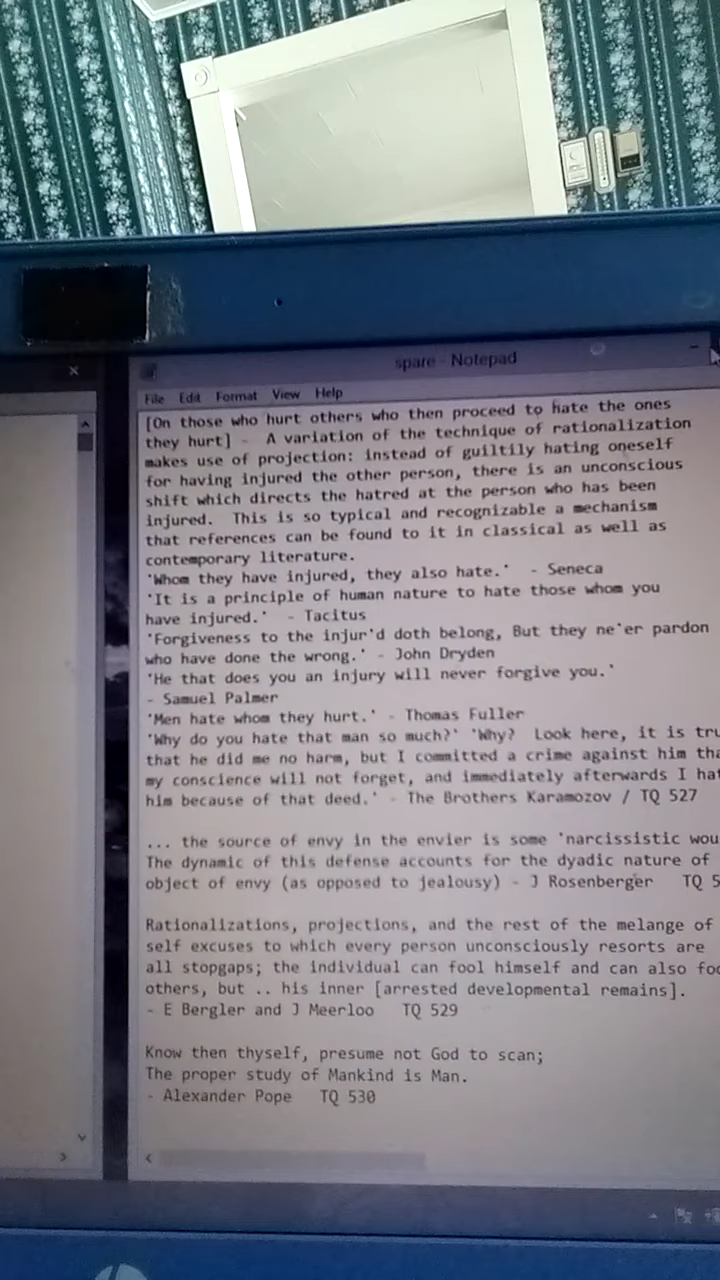 spare - Notepad
File Edit Format View Help
[On those who hurt others who then proceed to hate the ones
they hurt] -  A variation of the technique of rationalization
makes use of projection: instead of guiltily hating oneself
for having injured the other person, there is an unconscious
shift which directs the hatred at the person who has been
injured.  This is so typical and recognizable a mechanism
that references can be found to it in classical as well as
contemporary literature.
'Whom they have injured, they also hate.'  - Seneca
'It is a principle of human nature to hate those whom you
have injured.'  - Tacitus
'Forgiveness to the injur'd doth belong, But they ne'er pardon
who have done the wrong.' - John Dryden
'He that does you an injury will never forgive you.'
- Samuel Palmer
'Men hate whom they hurt.' - Thomas Fuller
'Why do you hate that man so much?' 'Why?  Look here, it is tru
that he did me no harm, but I committed a crime against him tha
my conscience will not forget, and immediately afterwards I hat
him because of that deed.' - The Brothers Karamozov / TQ 527
... the source of envy in the envier is some 'narcissistic wou
The dynamic of this defense accounts for the dyadic nature of
object of envy (as opposed to jealousy) - J Rosenberger   TQ 5
Rationalizations, projections, and the rest of the melange of
self excuses to which every person unconsciously resorts are
all stopgaps; the individual can fool himself and can also foo
others, but .. his inner [arrested developmental remains].
- E Bergler and J Meerloo   TQ 529
Know then thyself, presume not God to scan;
The proper study of Mankind is Man.
- Alexander Pope   TQ 530